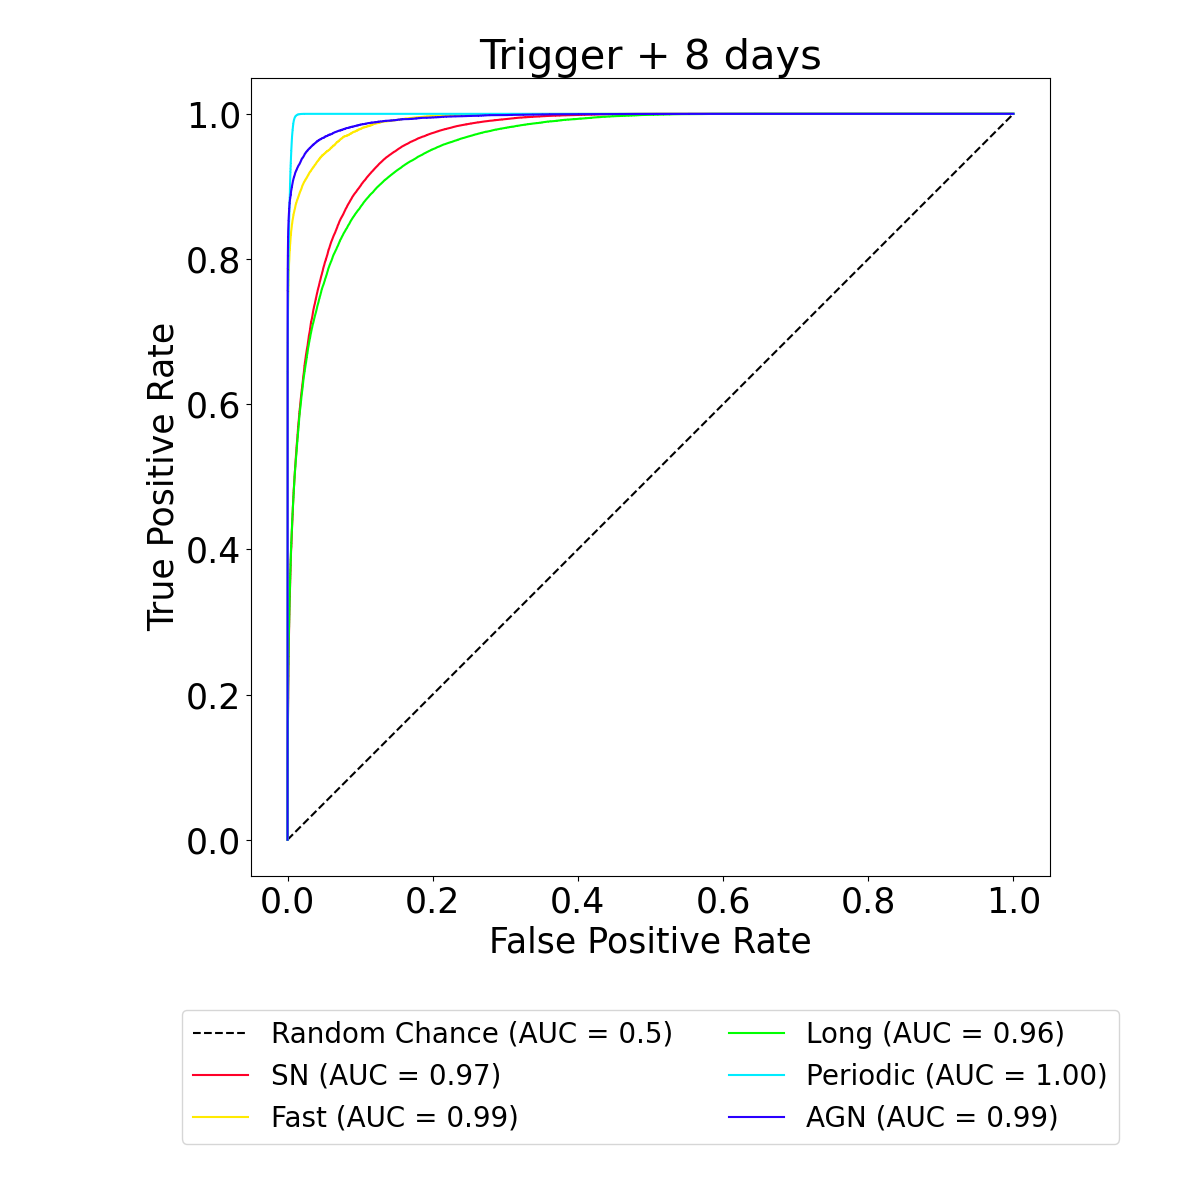 Trigger + 8 days
True Positive Rate
1.0
0.8
0.6
0.4
0.2
0.0
0.0 0.2 0.4 0.6 0.8 1.0
False Positive Rate
Random Chance (AUC = 0.5)
SN (AUC = 0.97)
Fast (AUC = 0.99)
Long (AUC = 0.96)
Periodic (AUC = 1.00)
AGN (AUC = 0.99)